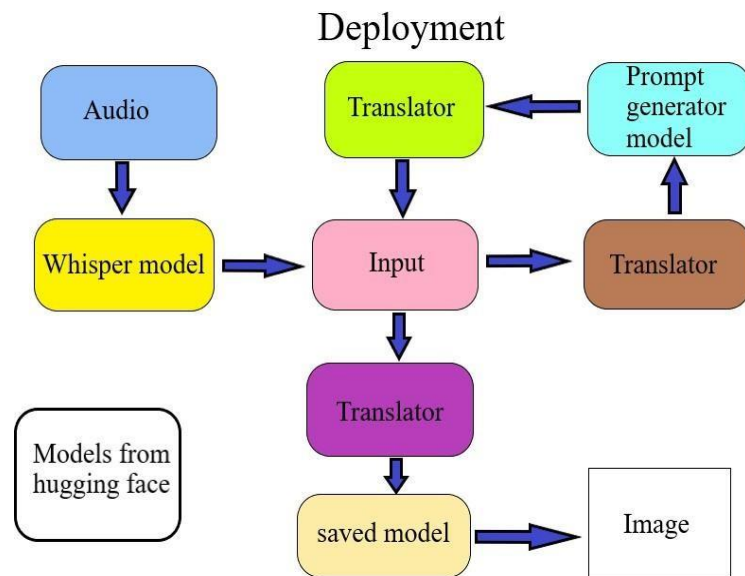 Deployment
Audio
Translator
Prompt
generator
model
Whisper model
Input
Translator
Translator
Models from
hugging face
saved model
Image